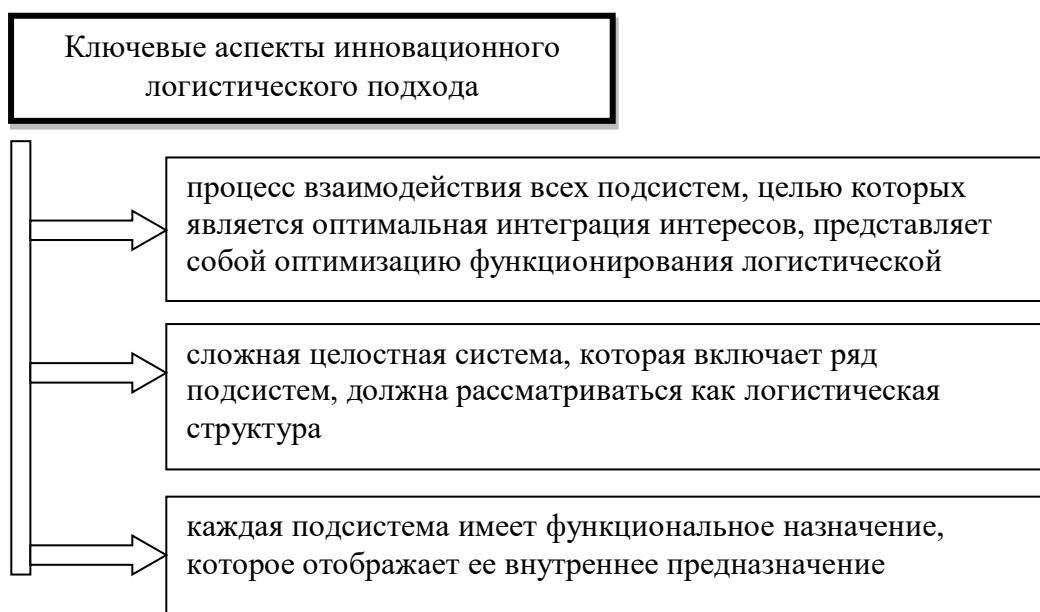 Ключевые аспекты инновационного
логистического подхода
процесс взаимодействия всех подсистем, целью которых
является оптимальная интеграция интересов, представляет
собой оптимизацию функционирования логистической
сложная целостная система, которая включает ряд
подсистем, должна рассматриваться как логистическая
структура
каждая подсистема имеет функциональное назначение,
которое отображает ее внутреннее предназначение